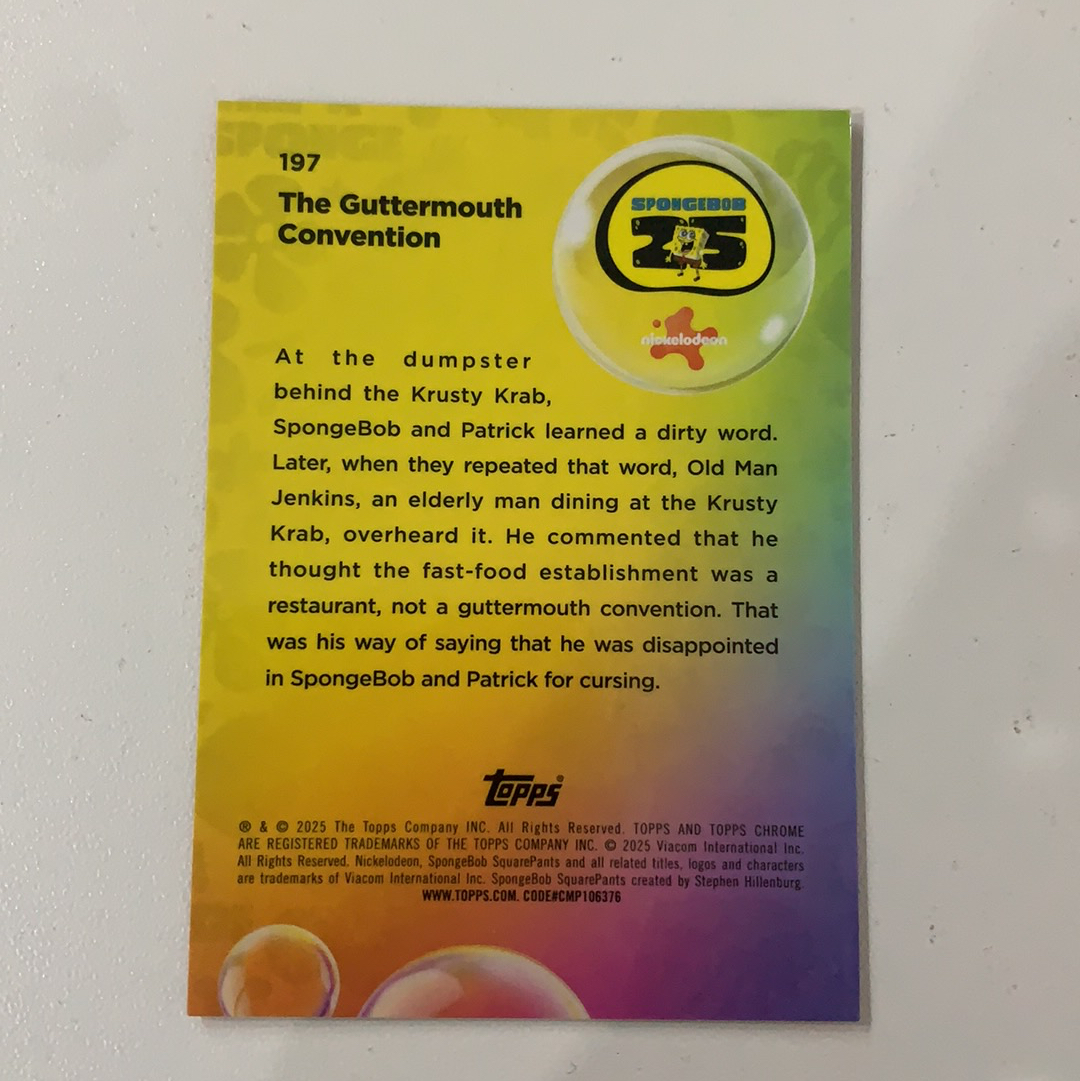 197
The Guttermouth
Convention
SPONGEBOB
25
nickelodeon
At the dumpster
behind the Krusty Krab,
SpongeBob and Patrick learned a dirty word.
Later, when they repeated that word, Old Man
Jenkins, an elderly man dining at the Krusty
Krab, overheard it. He commented that he
thought the fast-food establishment was a
restaurant, not a guttermouth convention. That
was his way of saying that he was disappointed
in SpongeBob and Patrick for cursing.
Topps®
® & © 2025 The Topps Company INC. All Rights Reserved. TOPPS AND TOPPS CHROME
ARE REGISTERED TRADEMARKS OF THE TOPPS COMPANY INC. © 2025 Viacom International Inc.
All Rights Reserved. Nickelodeon, SpongeBob SquarePants and all related titles, logos and characters
are trademarks of Viacom International Inc. SpongeBob SquarePants created by Stephen Hillenburg.
WWW.TOPPS.COM. CODE#CMP106376